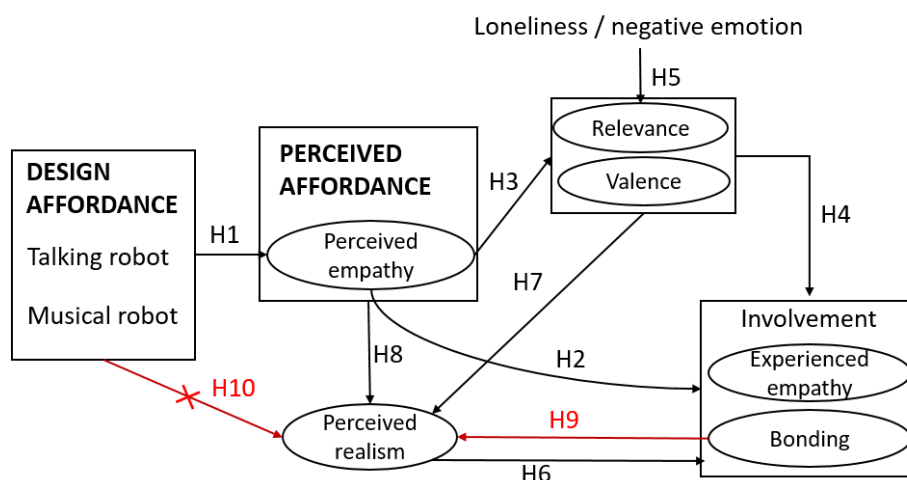 Loneliness / negative emotion
H5
Relevance
Valence
PERCEIVED
AFFORDANCE
Perceived
empathy
DESIGN
AFFORDANCE
Talking robot
Musical robot
H1
H3
H4
H7
H8
H2
H10
Perceived
realism
H9
H6
Involvement
Experienced
empathy
Bonding